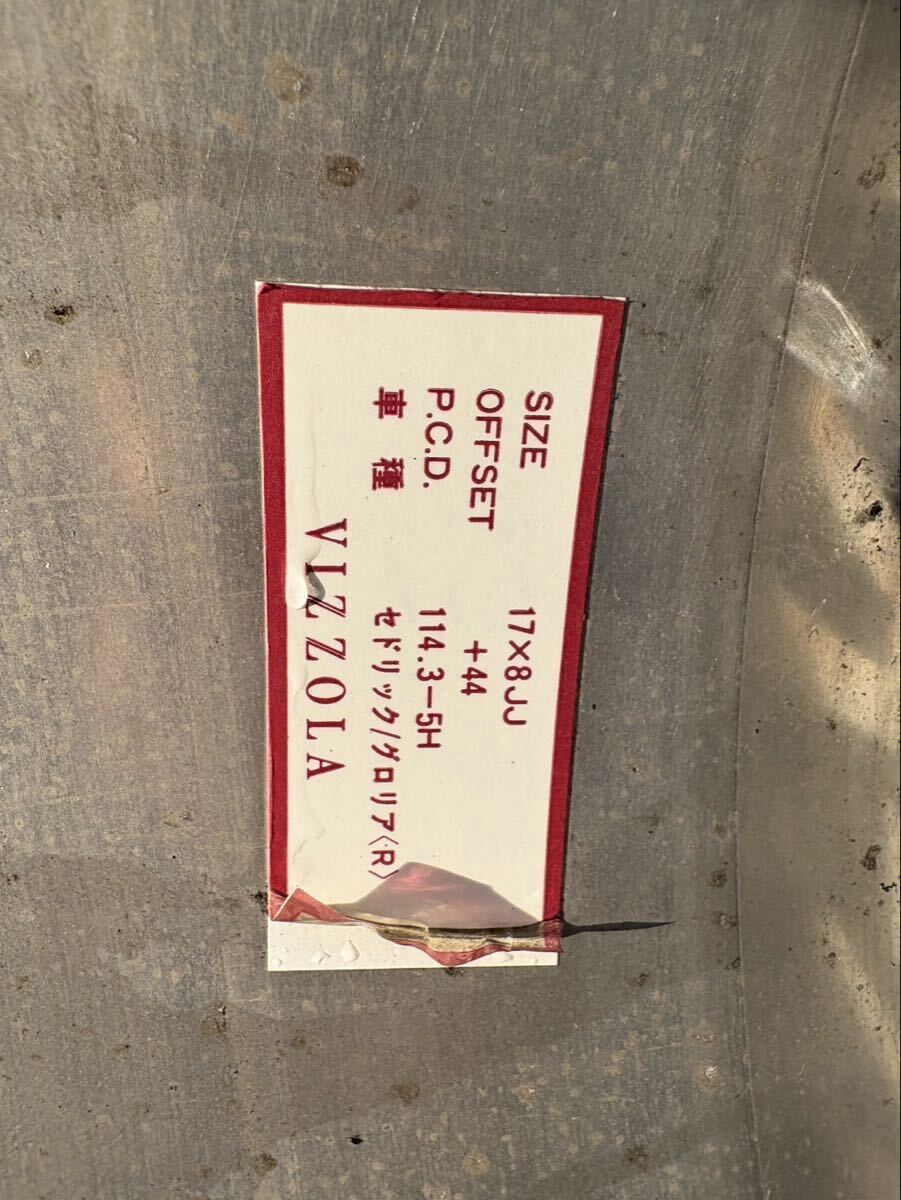 SIZE 17×8JJ
OFFSET +44
P.C.D. 114.3-5H
車種 セドリック/グロリア〈R〉
VIZZOLA